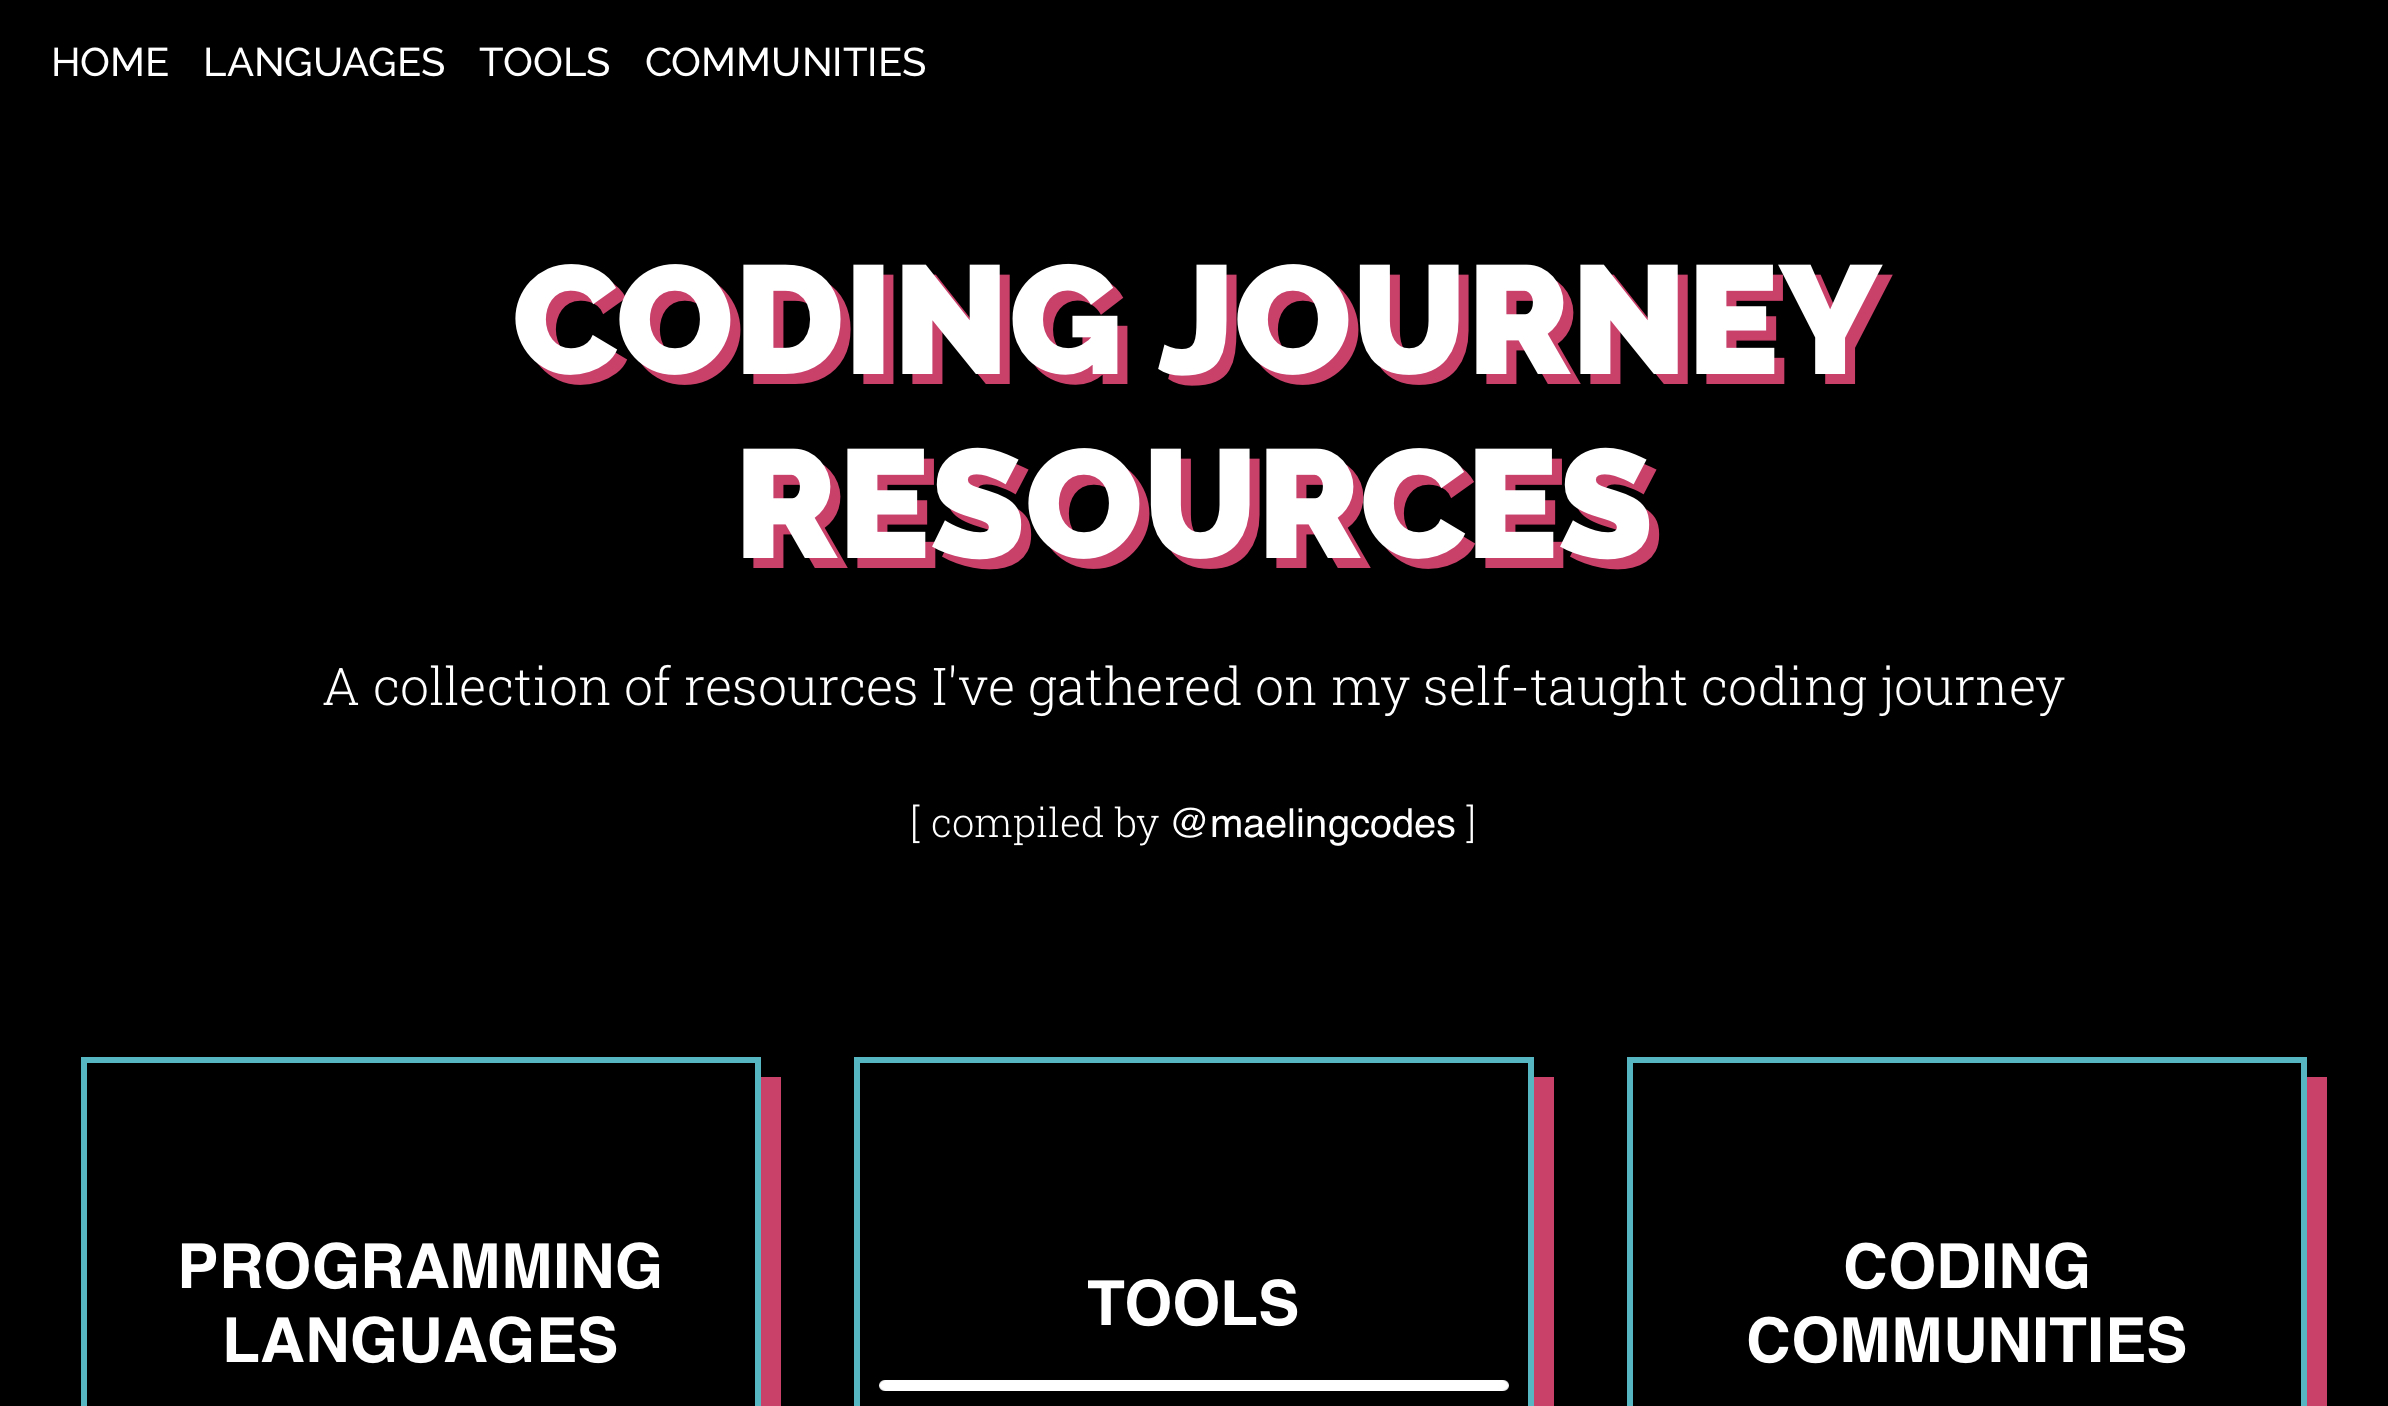 HOME LANGUAGES TOOLS COMMUNITIES
CODING JOURNEY
RESOURCES
A collection of resources I've gathered on my self-taught coding journey
[ compiled by @maelingcodes ]
PROGRAMMING
LANGUAGES
TOOLS
CODING
COMMUNITIES